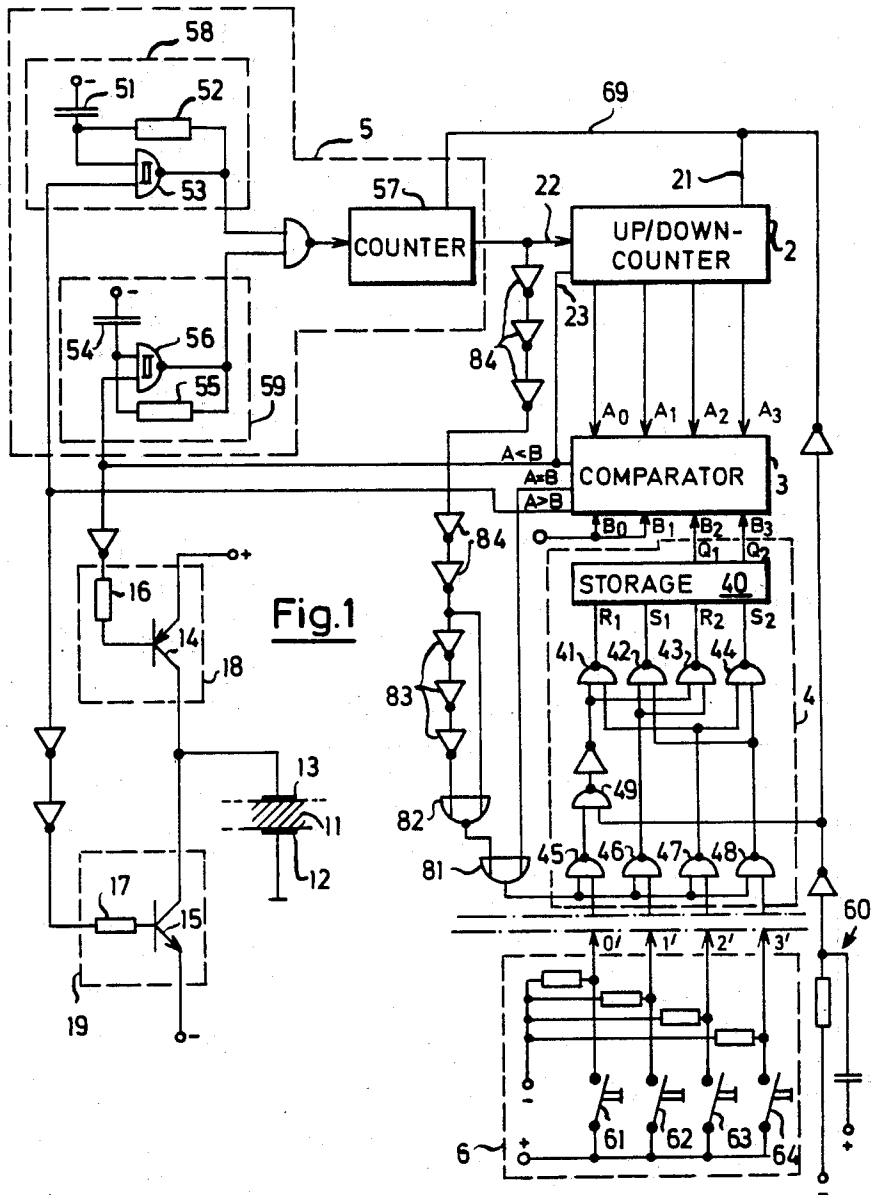 58
51
52
53
5
69
57
COUNTER
22
21
UP/DOWN-
COUNTER
2
23
54
56
55
59
84
A0 A1 A2 A3
A<B
A=B
A>B
COMPARATOR
3
B0 B1 B2 B3
Q1 Q2
84
STORAGE 40
R1 S1 R2 S2
16
+
14
18
Fig.1
41 42 43 44
4
83
49
13
11
12
82
81
45 46 47 48
17
15
19
-
60
0' 1' 2' 3'
-
+
6
61 62 63 64
+
-